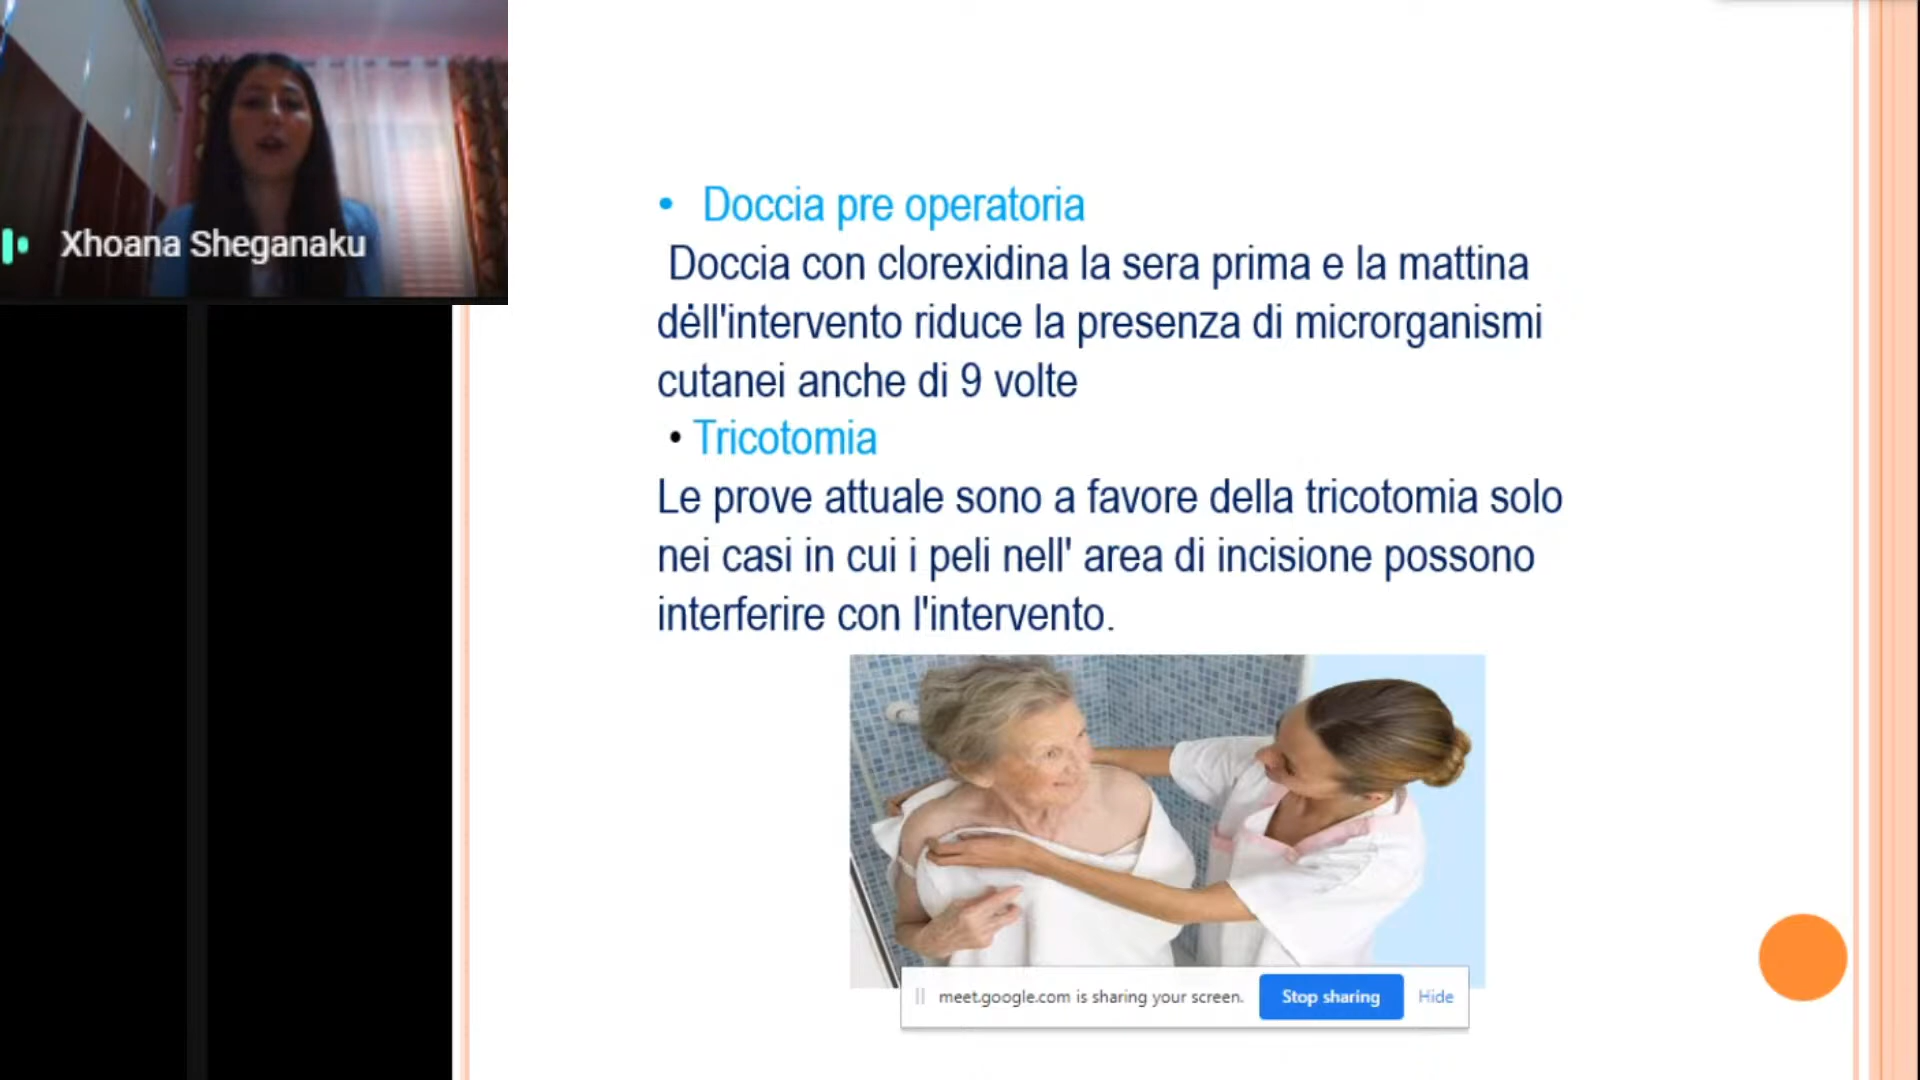 Xhoana Sheganaku
• Doccia pre operatoria
Doccia con clorexidina la sera prima e la mattina
dell'intervento riduce la presenza di microrganismi
cutanei anche di 9 volte
• Tricotomia
Le prove attuale sono a favore della tricotomia solo
nei casi in cui i peli nell' area di incisione possono
interferire con l'intervento.
meet.google.com is sharing your screen. Stop sharing Hide